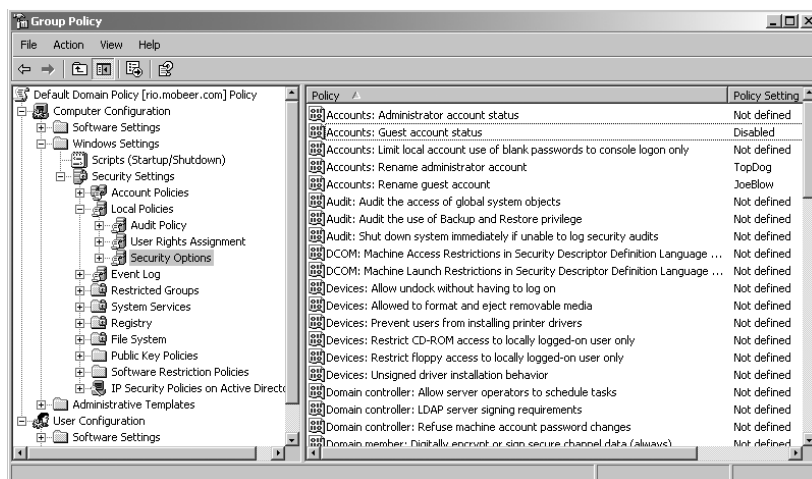 Group Policy
File Action View Help
Default Domain Policy [rio.mobeer.com] Policy
Computer Configuration
Software Settings
Windows Settings
Scripts (Startup/Shutdown)
Security Settings
Account Policies
Local Policies
Audit Policy
User Rights Assignment
Security Options
Event Log
Restricted Groups
System Services
Registry
File System
Public Key Policies
Software Restriction Policies
IP Security Policies on Active Directo
Administrative Templates
User Configuration
Software Settings
Policy Policy Setting
Accounts: Administrator account status Not defined
Accounts: Guest account status Disabled
Accounts: Limit local account use of blank passwords to console logon only Not defined
Accounts: Rename administrator account TopDog
Accounts: Rename guest account JoeBlow
Audit: Audit the access of global system objects Not defined
Audit: Audit the use of Backup and Restore privilege Not defined
Audit: Shut down system immediately if unable to log security audits Not defined
DCOM: Machine Access Restrictions in Security Descriptor Definition Language ... Not defined
DCOM: Machine Launch Restrictions in Security Descriptor Definition Language ... Not defined
Devices: Allow undock without having to log on Not defined
Devices: Allowed to format and eject removable media Not defined
Devices: Prevent users from installing printer drivers Not defined
Devices: Restrict CD-ROM access to locally logged-on user only Not defined
Devices: Restrict floppy access to locally logged-on user only Not defined
Devices: Unsigned driver installation behavior Not defined
Domain controller: Allow server operators to schedule tasks Not defined
Domain controller: LDAP server signing requirements Not defined
Domain controller: Refuse machine account password changes Not defined
Domain member: Digitally encrypt or sign secure channel data (always) Not defined